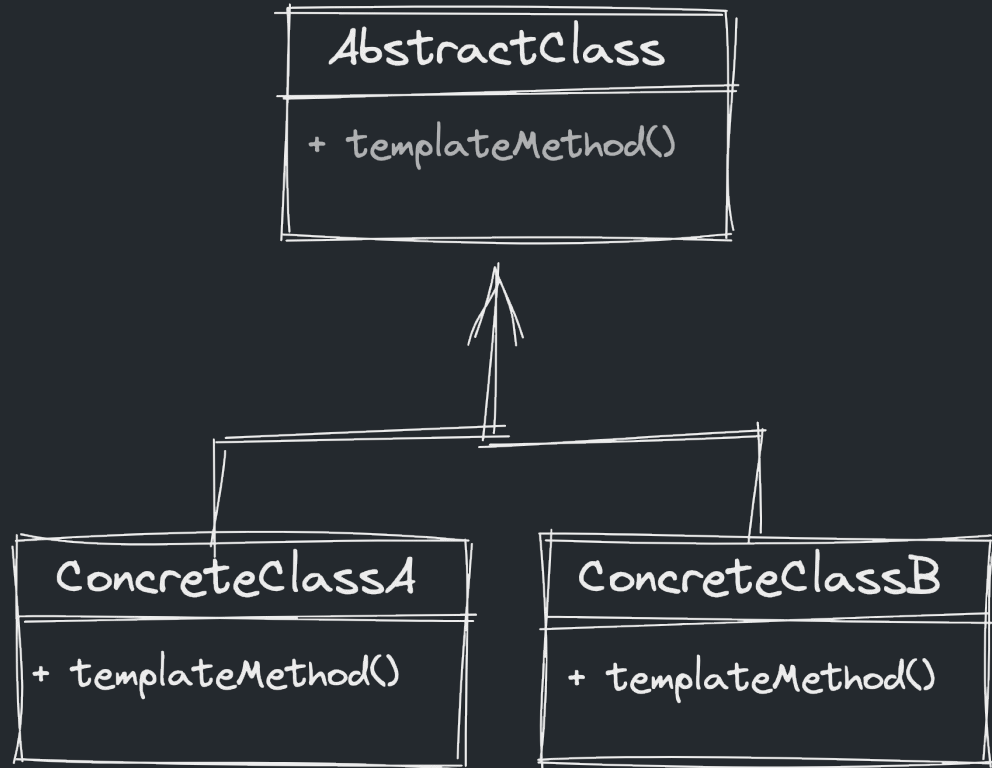 AbstractClass
+ templateMethod()
ConcreteClassA
+ templateMethod()
ConcreteClassB
+ templateMethod()